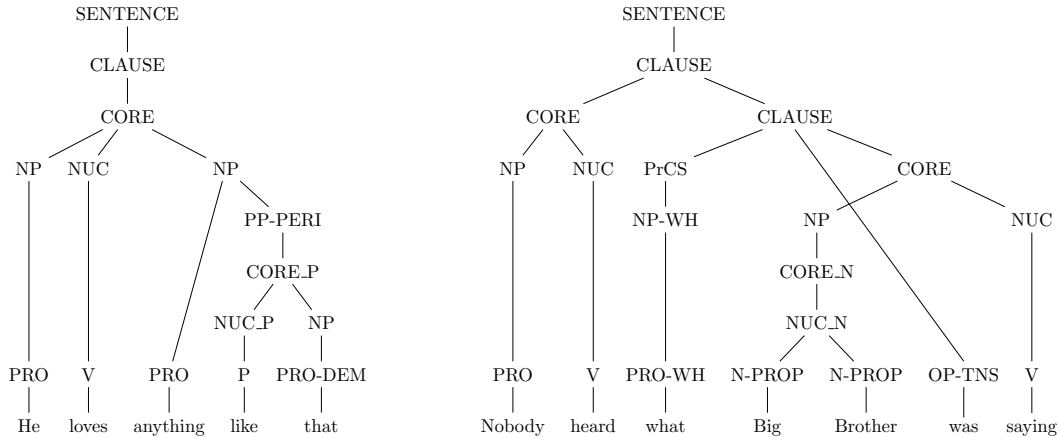 SENTENCE SENTENCE
CLAUSE CLAUSE
CORE CORE CLAUSE
NP NUC NP NP NUC PrCS CORE
PP-PERI NP-WH NP NUC
CORE_P CORE_N
NUC_P NP NUC_N
PRO V PRO P PRO-DEM PRO V PRO-WH N-PROP N-PROP OP-TNS V
He loves anything like that Nobody heard what Big Brother was saying